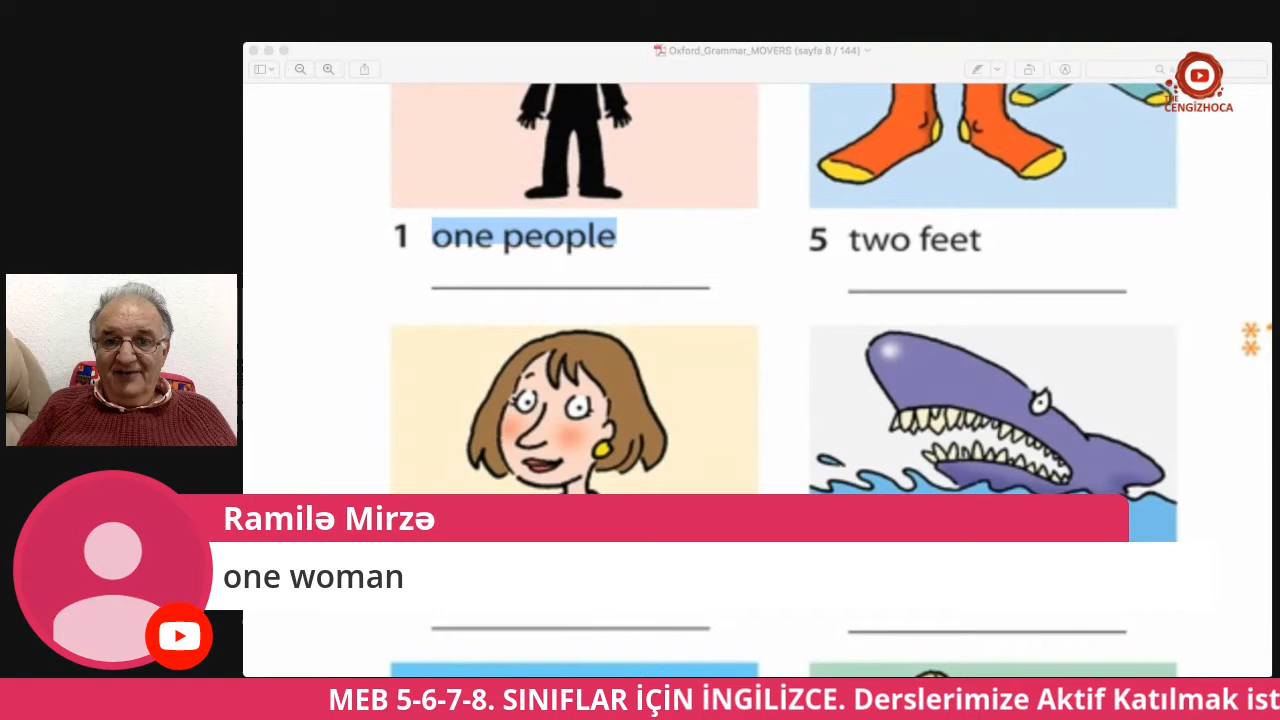 Oxford_Grammar_MOVERS (sayfa 8 / 144)
THE
CENGİZHOCA
1 one people
5 two feet
Ramilə Mirzə
one woman
MEB 5-6-7-8. SINIFLAR İÇİN İNGİLİZCE. Derslerimize Aktif Katılmak ist